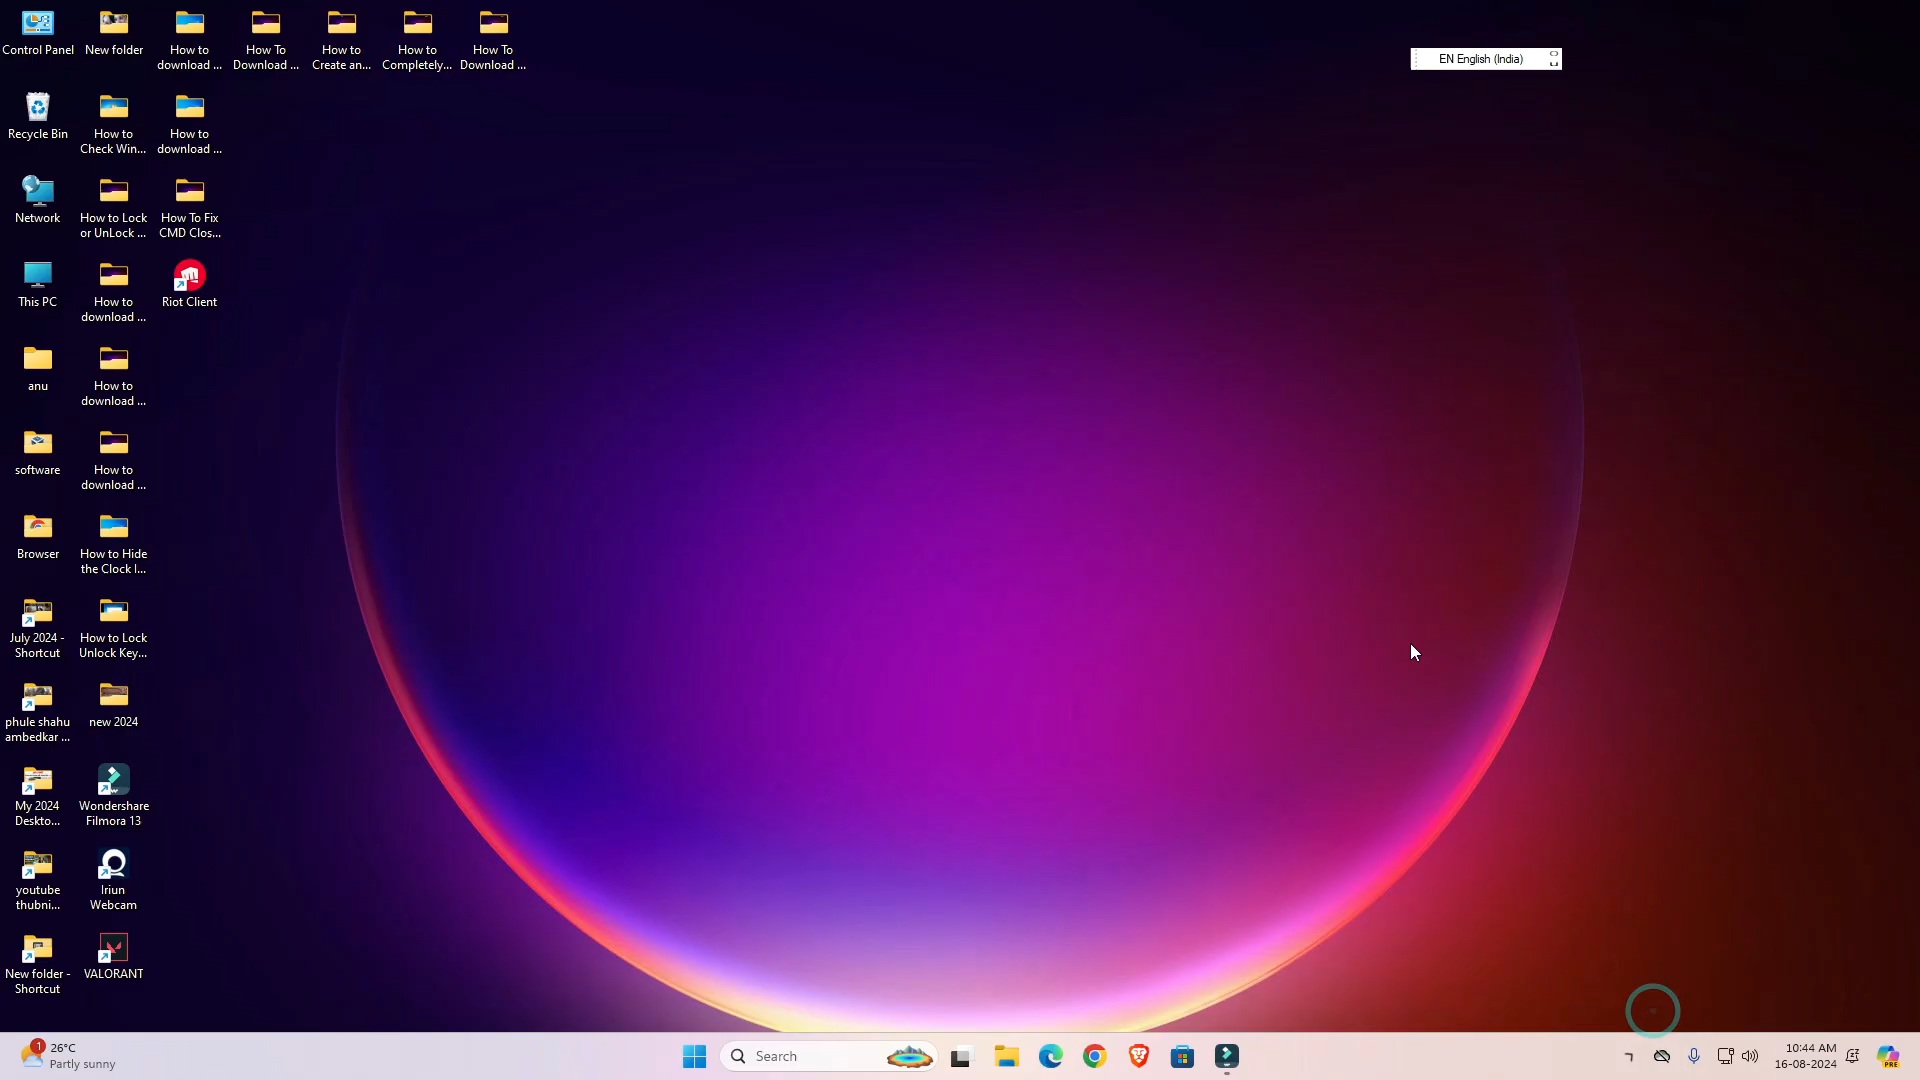 Control Panel
New folder
How to
download ...
How To
Download ...
How to
Create an...
How to
Completely...
How To
Download ...
EN English (India)
Recycle Bin
How to
Check Win...
How to
download ...
Network
How to Lock
or UnLock ...
How To Fix
CMD Clos...
This PC
How to
download ...
Riot Client
anu
How to
download ...
software
How to
download ...
Browser
How to Hide
the Clock I...
July 2024 -
Shortcut
How to Lock
Unlock Key...
phule shahu
ambedkar ...
new 2024
My 2024
Deskto...
Wondershare
Filmora 13
youtube
thubni...
Iriun
Webcam
New folder -
Shortcut
VALORANT
1
26°C
Partly sunny
Search
10:44 AM
16-08-2024
PRE